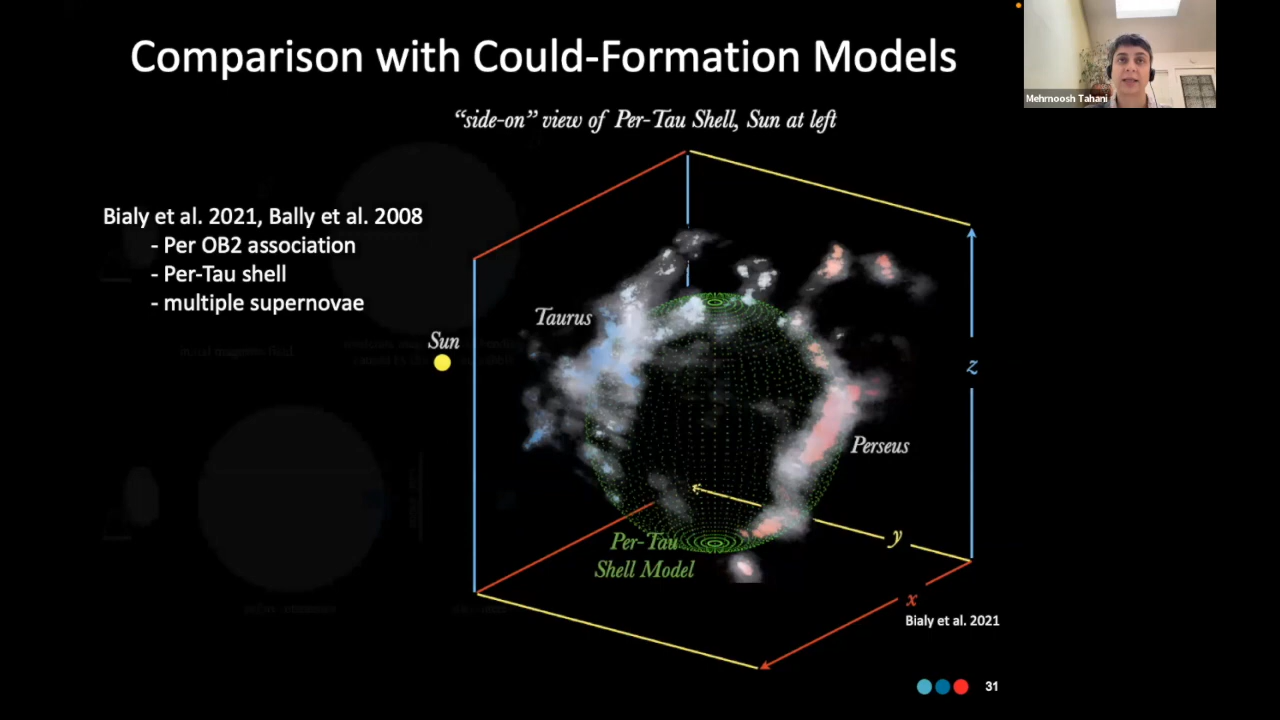 Comparison with Could-Formation Models
Mehrnoosh Tahani
“side-on” view of Per-Tau Shell, Sun at left
Bialy et al. 2021, Bally et al. 2008
- Per OB2 association
- Per-Tau shell
- multiple supernovae
Taurus
Sun
z
Perseus
y
Per-Tau
Shell Model
x
Bialy et al. 2021
31